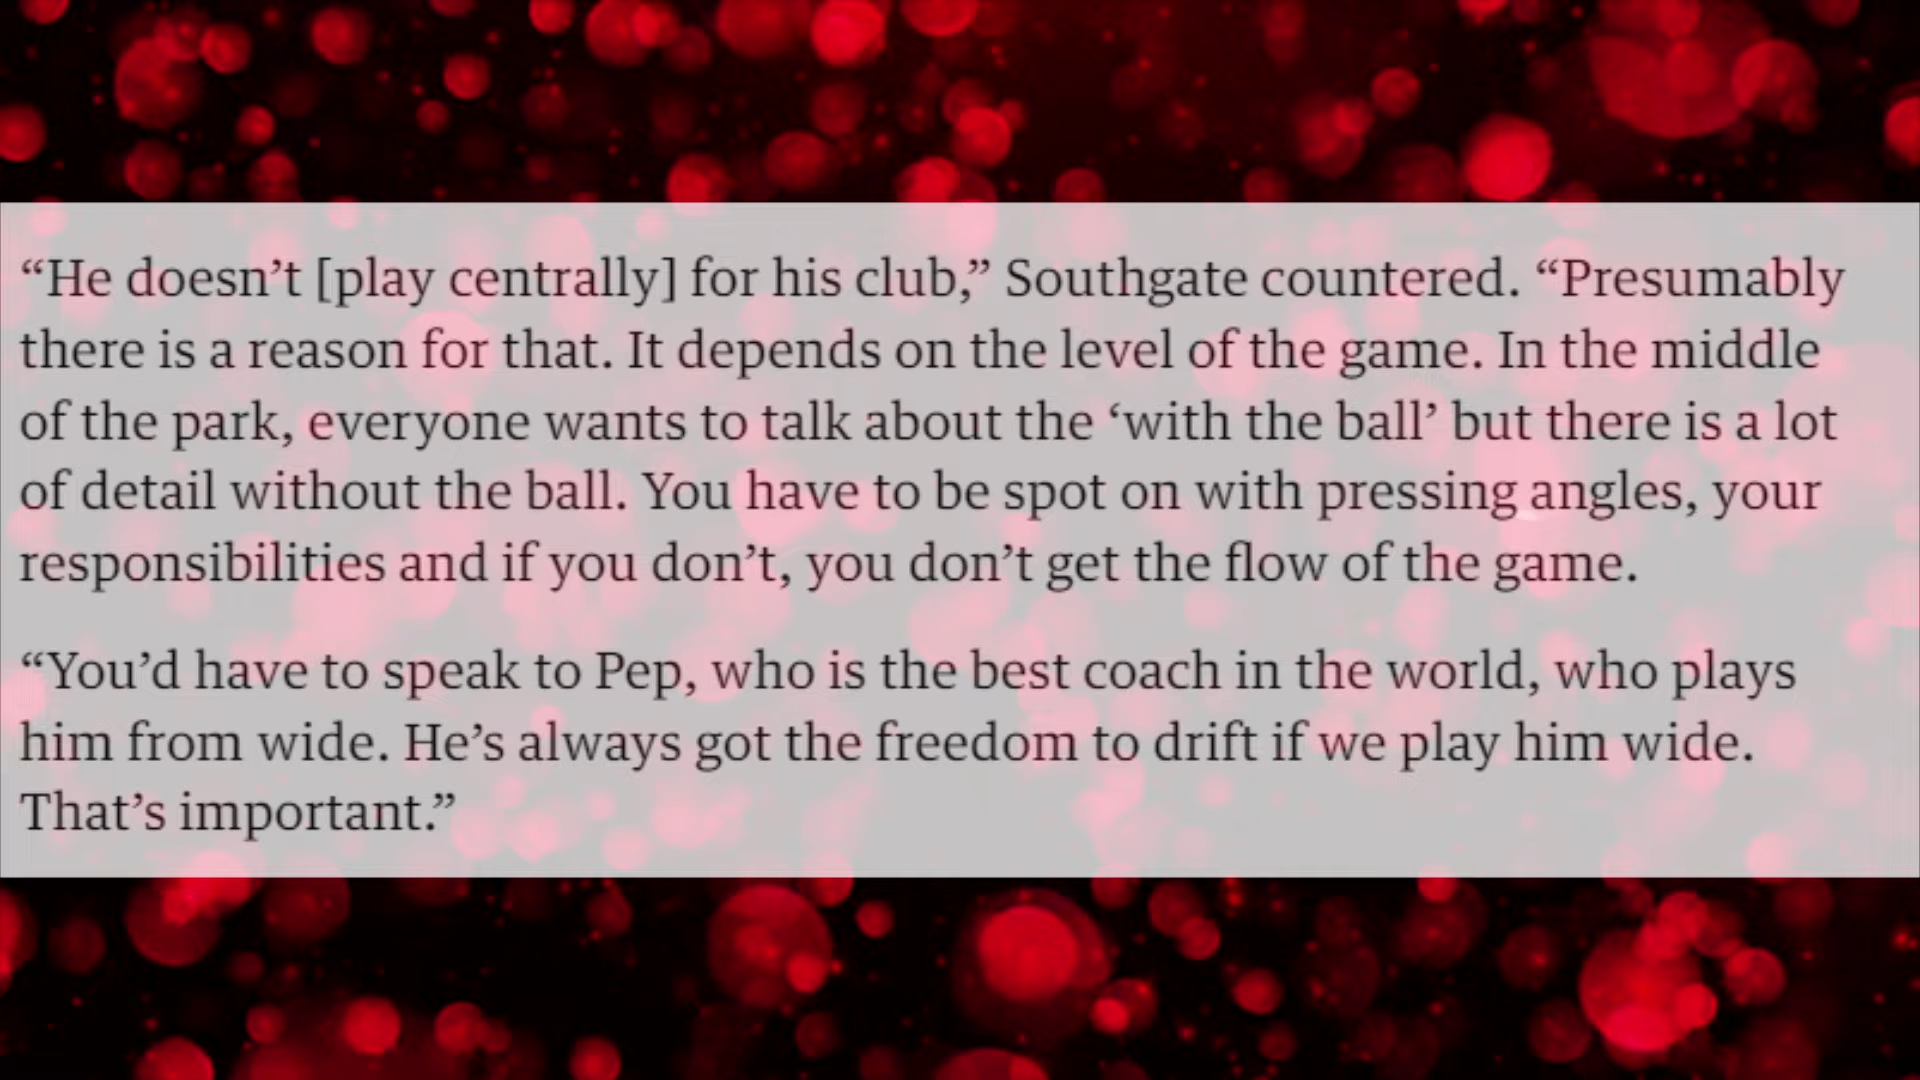 “He doesn’t [play centrally] for his club,” Southgate countered. “Presumably
there is a reason for that. It depends on the level of the game. In the middle
of the park, everyone wants to talk about the ‘with the ball’ but there is a lot
of detail without the ball. You have to be spot on with pressing angles, your
responsibilities and if you don’t, you don’t get the flow of the game.
“You’d have to speak to Pep, who is the best coach in the world, who plays
him from wide. He’s always got the freedom to drift if we play him wide.
That’s important.”